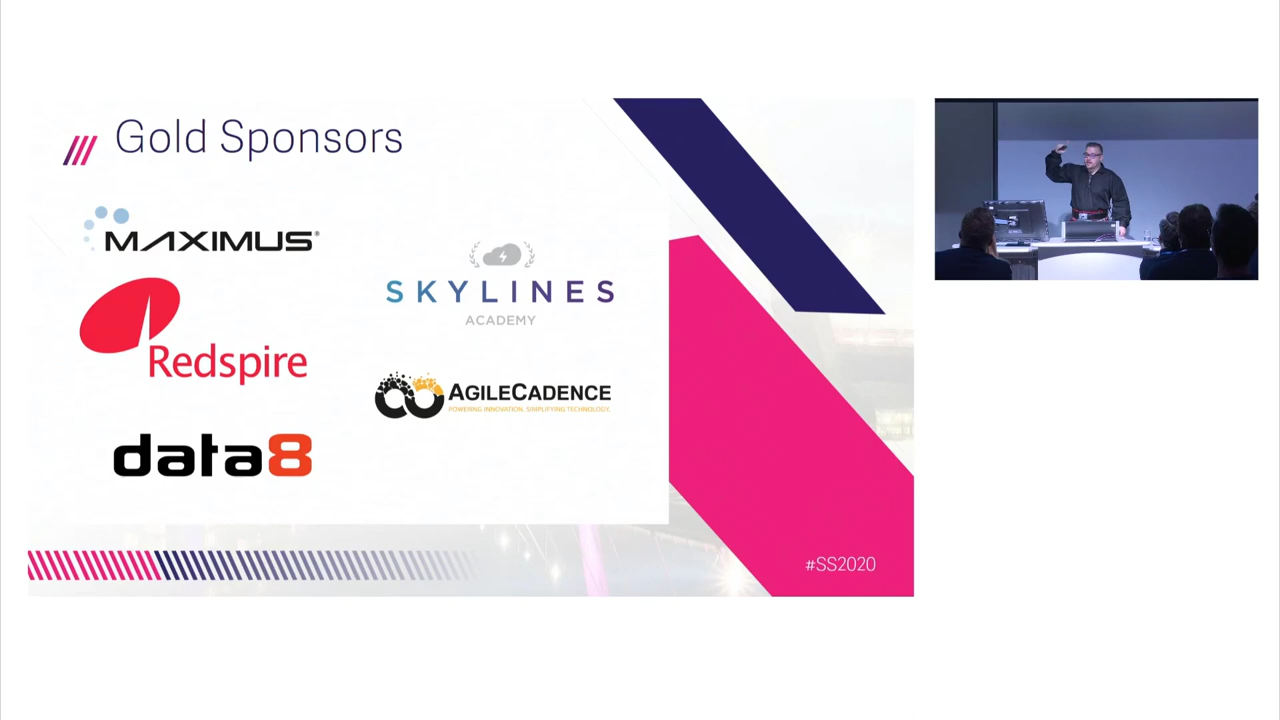 Gold Sponsors
MAXIMUS®
Redspire
data8
SKYLINES
ACADEMY
AGILECADENCE
POWERING INNOVATION. SIMPLIFYING TECHNOLOGY.
#SS2020